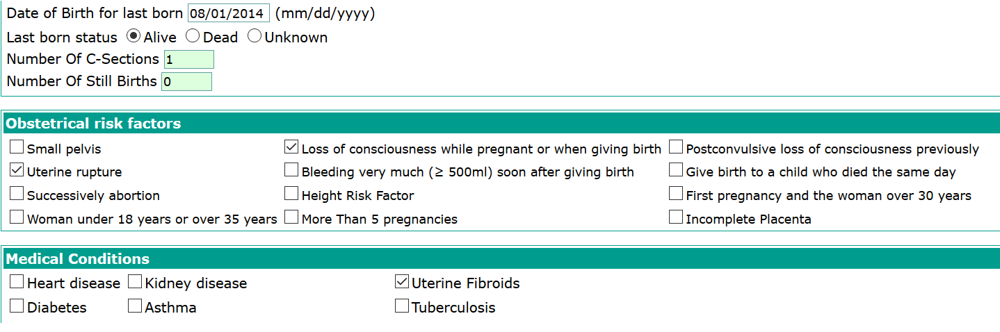 Date of Birth for last born 08/01/2014 (mm/dd/yyyy)
Last born status Alive Dead Unknown
Number Of C-Sections 1
Number Of Still Births 0
Obstetrical risk factors
Small pelvis Loss of consciousness while pregnant or when giving birth Postconvulsive loss of consciousness previously
Uterine rupture Bleeding very much (≥ 500ml) soon after giving birth Give birth to a child who died the same day
Successively abortion Height Risk Factor First pregnancy and the woman over 30 years
Woman under 18 years or over 35 years More Than 5 pregnancies Incomplete Placenta
Medical Conditions
Heart disease Kidney disease Uterine Fibroids
Diabetes Asthma Tuberculosis